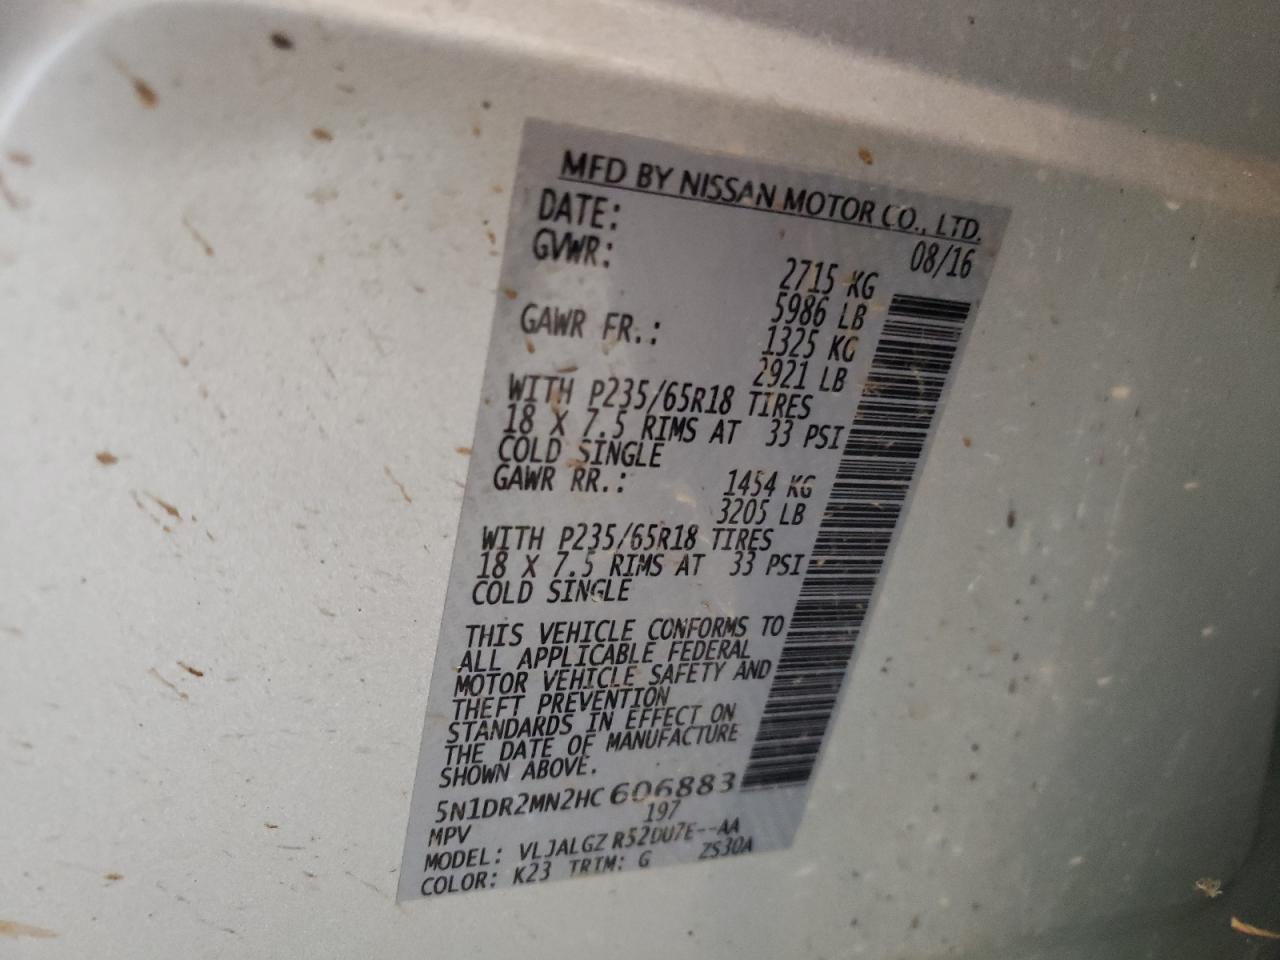 MFD BY NISSAN MOTOR CO., LTD.
DATE: 08/16
GVWR: 2715 KG
5986 LB
GAWR FR.: 1325 KG
2921 LB
WITH P235/65R18 TIRES
18 X 7.5 RIMS AT 33 PSI
COLD SINGLE
GAWR RR.: 1454 KG
3205 LB
WITH P235/65R18 TIRES
18 X 7.5 RIMS AT 33 PSI
COLD SINGLE
THIS VEHICLE CONFORMS TO
ALL APPLICABLE FEDERAL
MOTOR VEHICLE SAFETY AND
THEFT PREVENTION
STANDARDS IN EFFECT ON
THE DATE OF MANUFACTURE
SHOWN ABOVE.
5N1DR2MN2HC606883
MPV 197
MODEL: VLJALGZ R52DU7E--AA
COLOR: K23 TRIM: G ZS30A